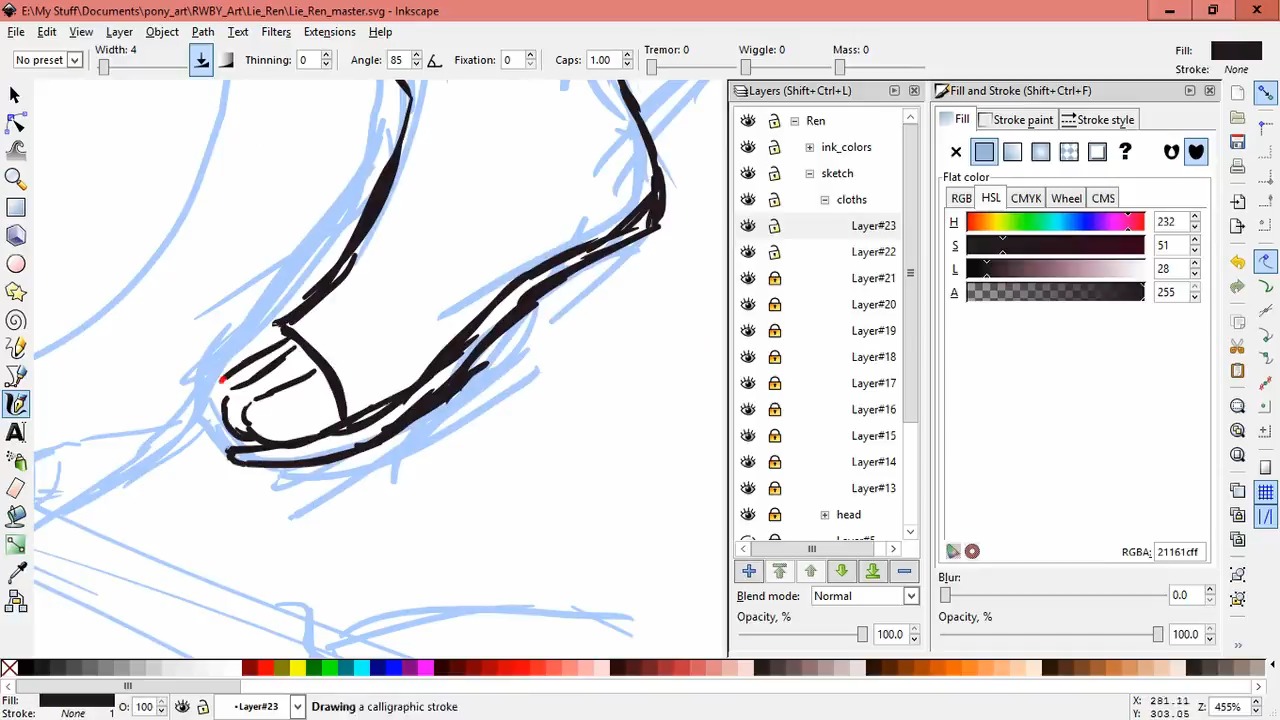 E:\My Stuff\Documents\pony_art\RWBY_Art\Lie_Ren\Lie_Ren_master.svg - Inkscape
File Edit View Layer Object Path Filters Text Extensions Help
No preset Width: 4 Thinning: 0 Angle: 85 Fixation: 0 Caps: 1.00 Tremor: 0 Wiggle: 0 Mass: 0 Fill:
Stroke: None
Layers (Shift+Ctrl+L)
Ren
ink_colors
sketch
cloths
Layer#23
Layer#22
Layer#21
Layer#20
Layer#19
Layer#18
Layer#17
Layer#16
Layer#15
Layer#14
Layer#13
head
Blend mode: Normal
Opacity, %
100.0
Fill and Stroke (Shift+Ctrl+F)
Fill Stroke paint Stroke style
?
Flat color
RGB HSL CMYK Wheel CMS
H 232
S 51
L 28
A 255
RGBA: 21161cff
Blur:
0.0
Opacity, %
100.0
Fill:
Stroke: None 1 O: 100 •Layer#23 Drawing a calligraphic stroke X: 281.11
Y: 303.05 Z: 455%